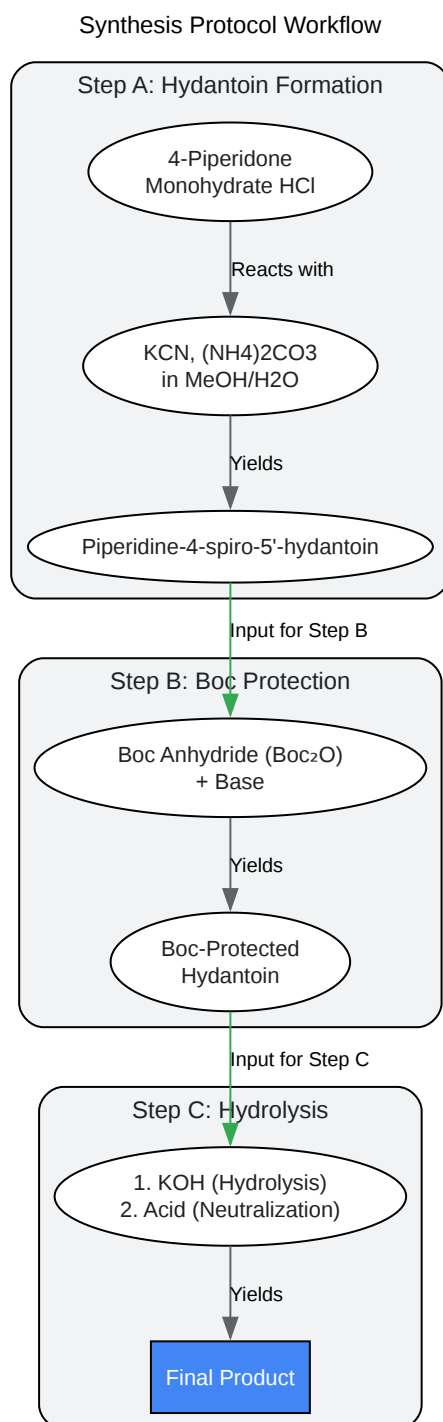 Synthesis Protocol Workflow
Step A: Hydantoin Formation
4-Piperidone
Monohydrate HCl
Reacts with
KCN, (NH4)2CO3
in MeOH/H2O
Yields
Piperidine-4-spiro-5'-hydantoin
Input for Step B
Step B: Boc Protection
Boc Anhydride (Boc₂O)
+ Base
Yields
Boc-Protected
Hydantoin
Input for Step C
Step C: Hydrolysis
1. KOH (Hydrolysis)
2. Acid (Neutralization)
Yields
Final Product